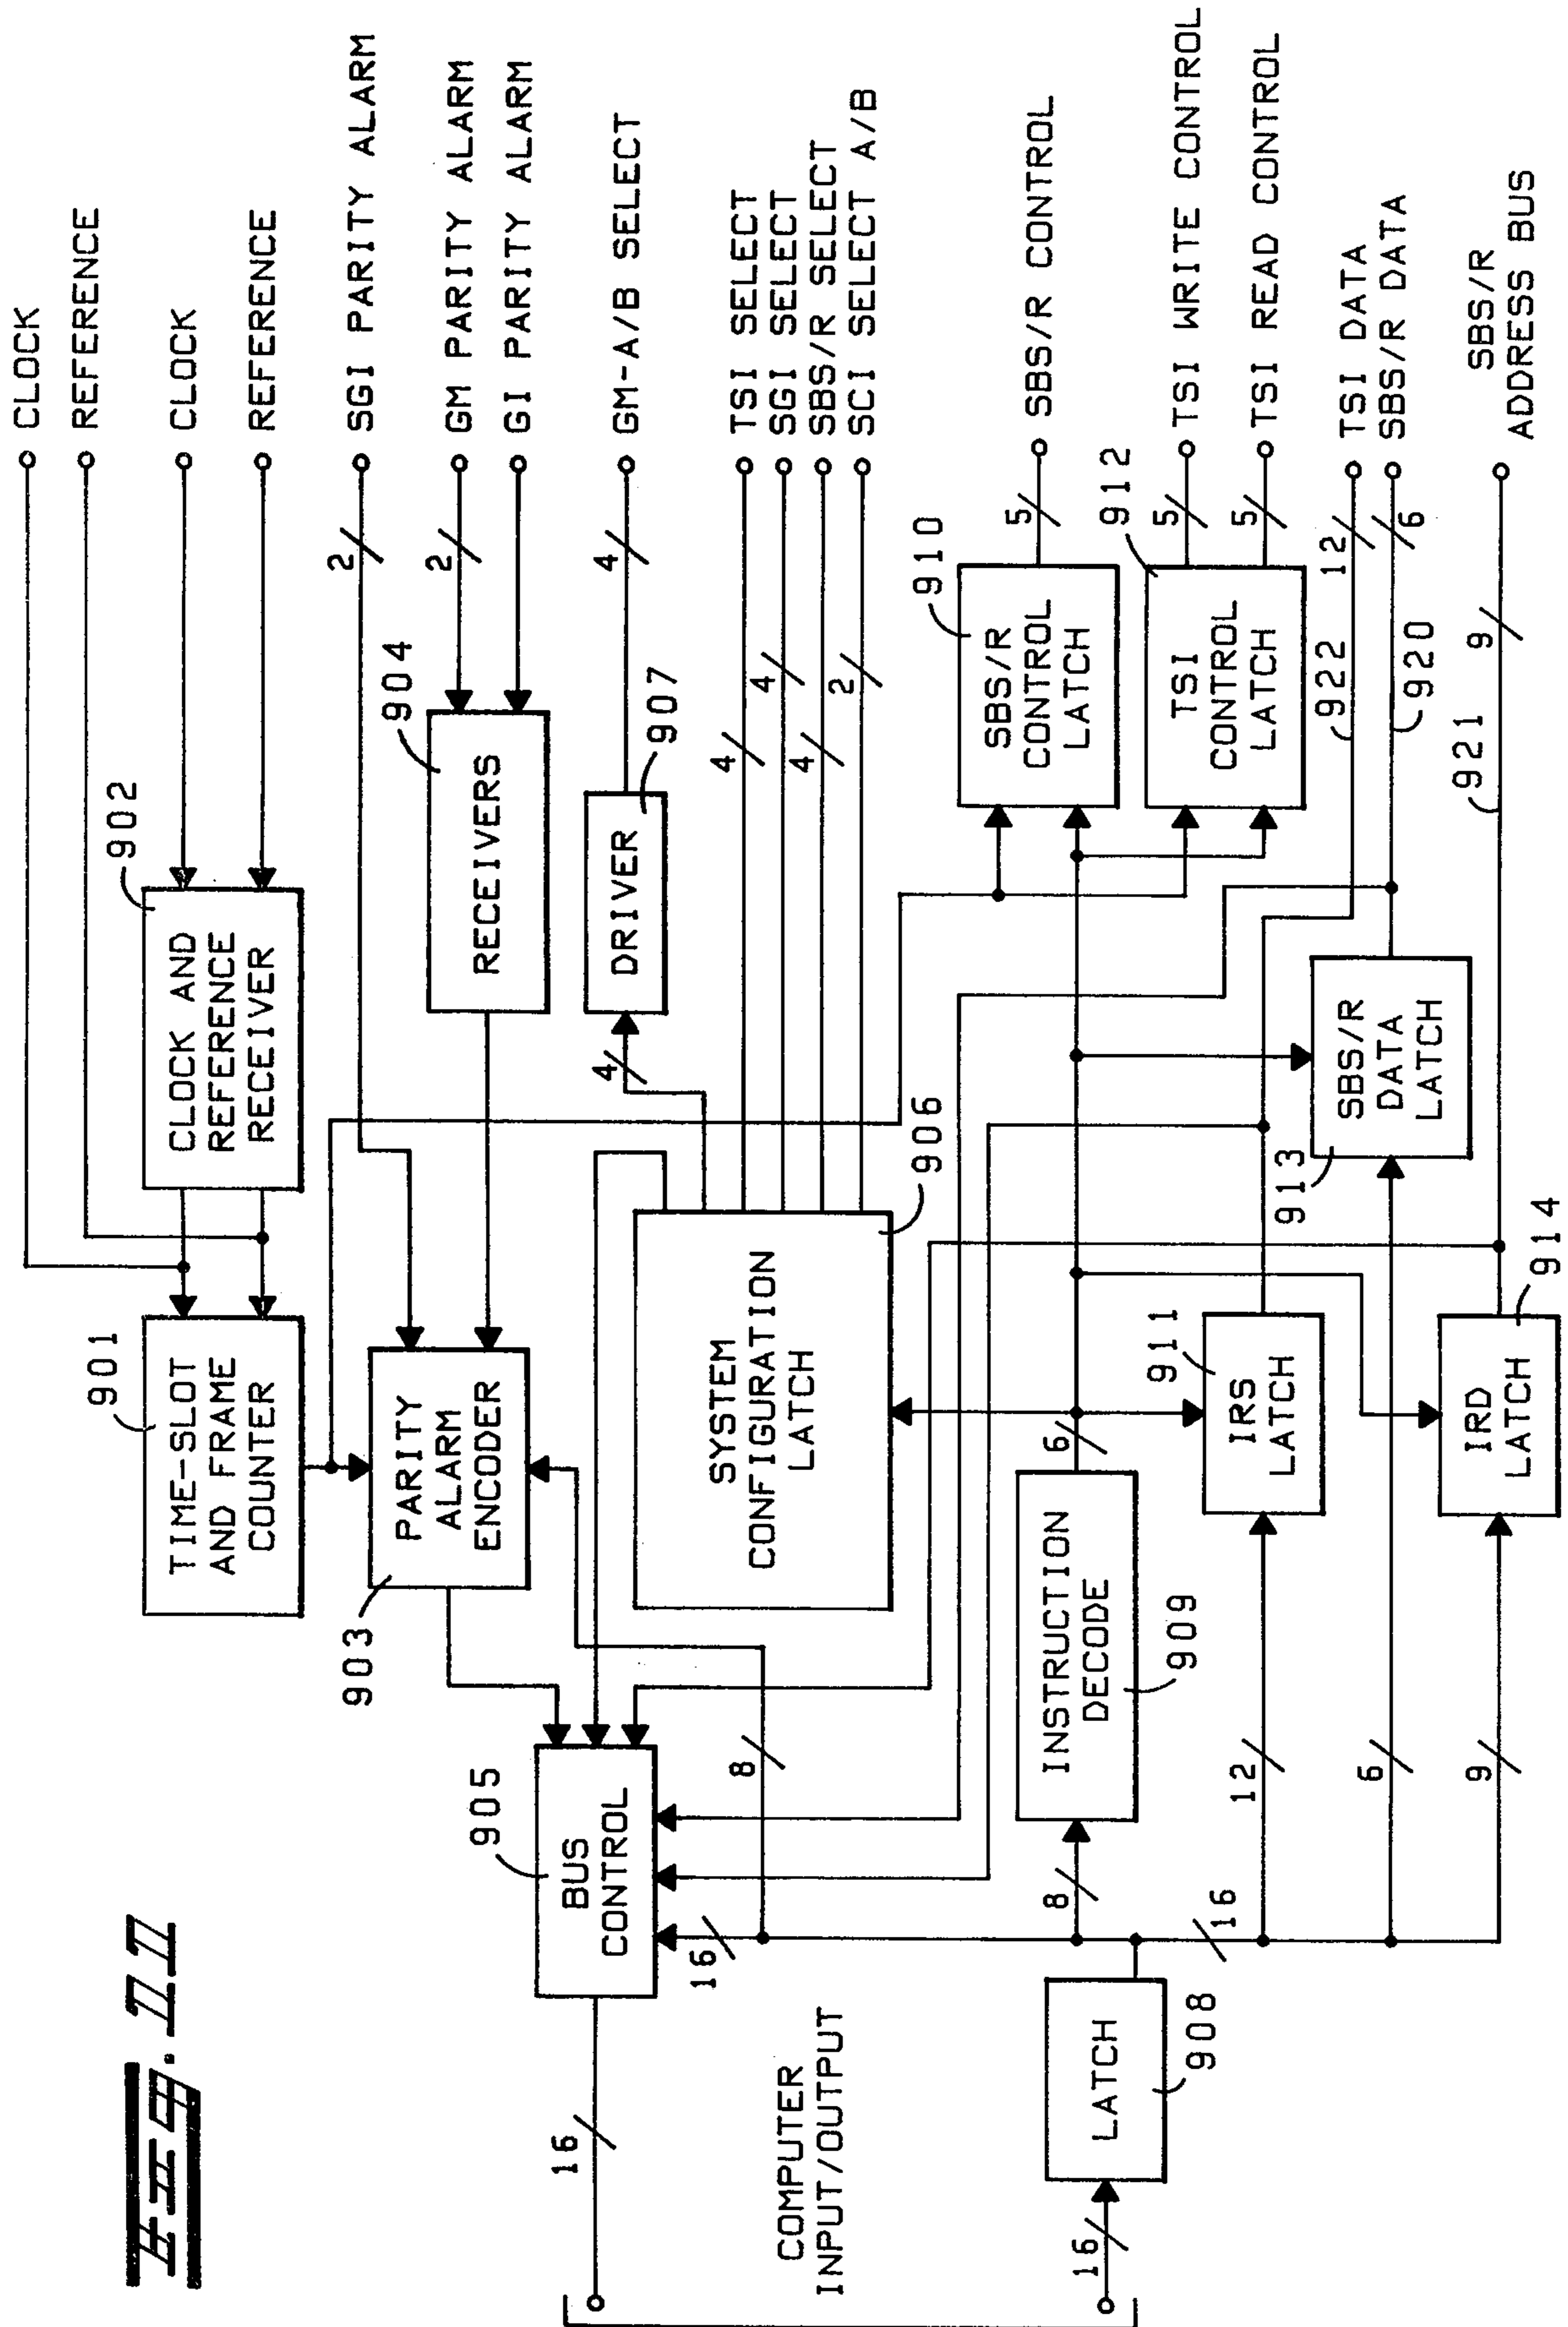 Fig. 11
CLOCK
REFERENCE
CLOCK
REFERENCE
SGI PARITY ALARM
GM PARITY ALARM
GI PARITY ALARM
GM-A/B SELECT
TSI SELECT
SGI SELECT
SBS/R SELECT
SCI SELECT A/B
SBS/R CONTROL
TSI WRITE CONTROL
TSI READ CONTROL
TSI DATA
SBS/R DATA
SBS/R
ADDRESS BUS
901
TIME-SLOT
AND FRAME
COUNTER
902
CLOCK AND
REFERENCE
RECEIVER
903
PARITY
ALARM
ENCODER
904
RECEIVERS
2
2
905
BUS
CONTROL
16
16
8
906
SYSTEM
CONFIGURATION
LATCH
4
907
DRIVER
4
4
4
4
2
COMPUTER
INPUT/OUTPUT
16
LATCH
908
16
8
INSTRUCTION
DECODE
909
6
910
SBS/R
CONTROL
LATCH
5
912
TSI
CONTROL
LATCH
5
5
12
911
IRS
LATCH
922
12
6
913
SBS/R
DATA
LATCH
920
6
9
914
IRD
LATCH
921
9